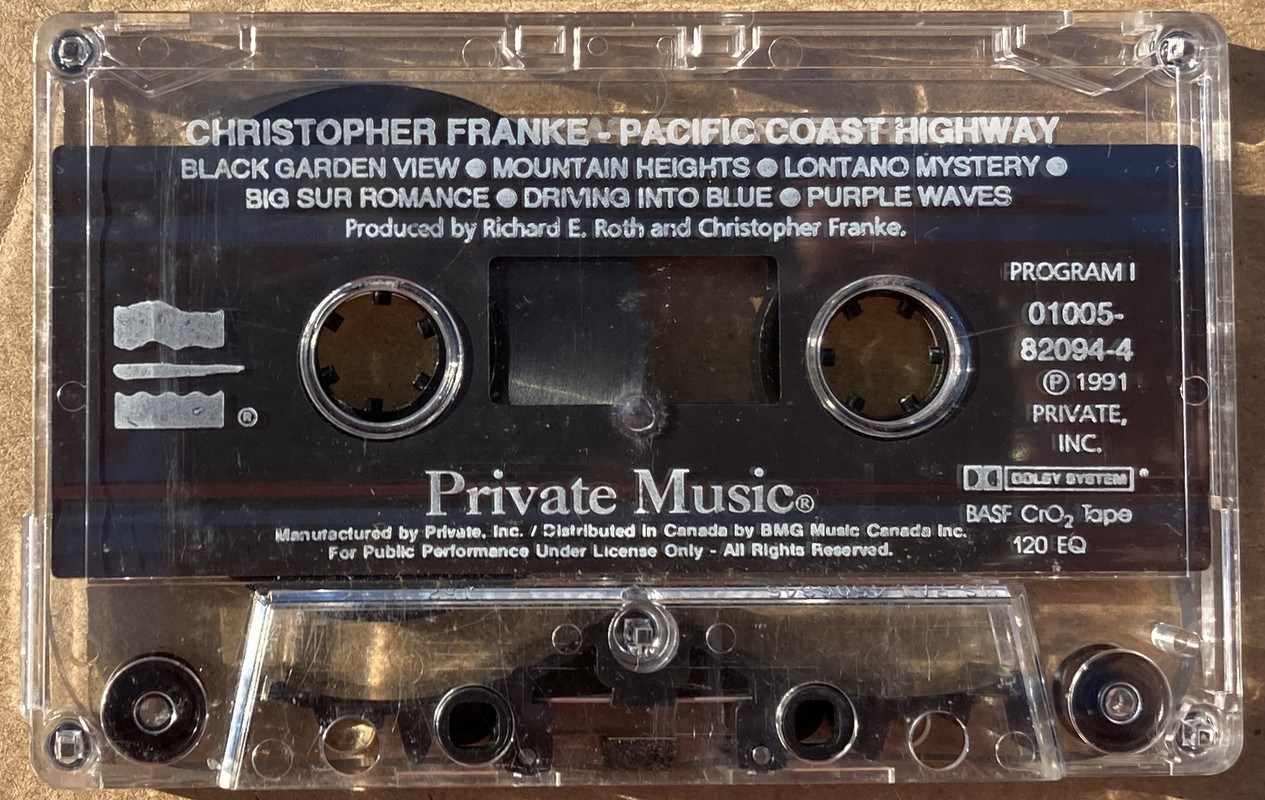 CHRISTOPHER FRANKE - PACIFIC COAST HIGHWAY
BLACK GARDEN VIEW ● MOUNTAIN HEIGHTS ● LONTANO MYSTERY ●
BIG SUR ROMANCE ● DRIVING INTO BLUE ● PURPLE WAVES
Produced by Richard E. Roth and Christopher Franke.
PROGRAM I
01005-
82094-4
Ⓟ 1991
PRIVATE,
INC.
®
DOLBY SYSTEM®
BASF CrO₂ Tape
120 EQ
Private Music®
Manufactured by Private, Inc. / Distributed in Canada by BMG Music Canada Inc.
For Public Performance Under License Only - All Rights Reserved.